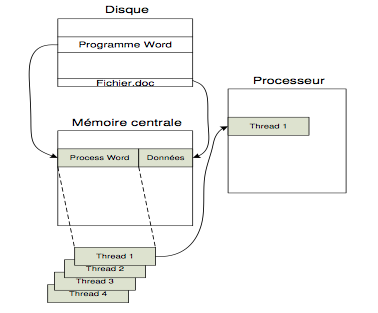 Disque
Programme Word
Fichier.doc
Processeur
Thread 1
Mémoire centrale
Process Word
Données
Thread 1
Thread 2
Thread 3
Thread 4